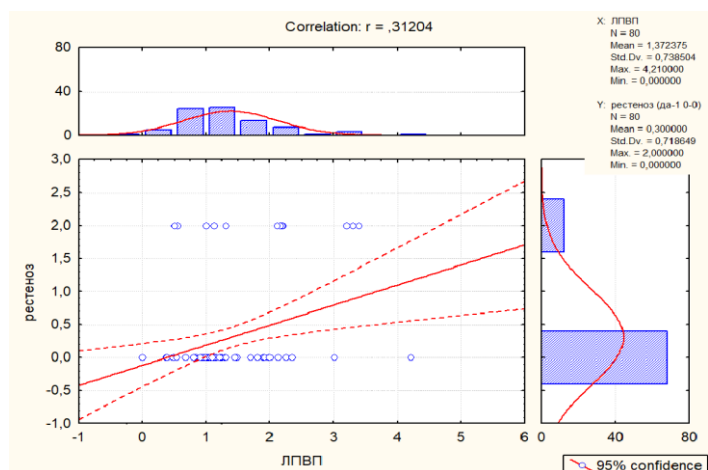 Correlation: r = ,31204
X: ЛПВП
N = 80
Mean = 1,372375
Std.Dv. = 0,738504
Max. = 4,210000
Min. = 0,000000
Y: рестеноз (да-1 0-0)
N = 80
Mean = 0,300000
Std.Dv. = 0,718649
Max. = 2,000000
Min. = 0,000000
80
40
0
3,0
2,5
2,0
1,5
1,0
0,5
0,0
-0,5
-1,0
рестеноз
-1 0 1 2 3 4 5 6
ЛПВП
0 40 80
95% confidence